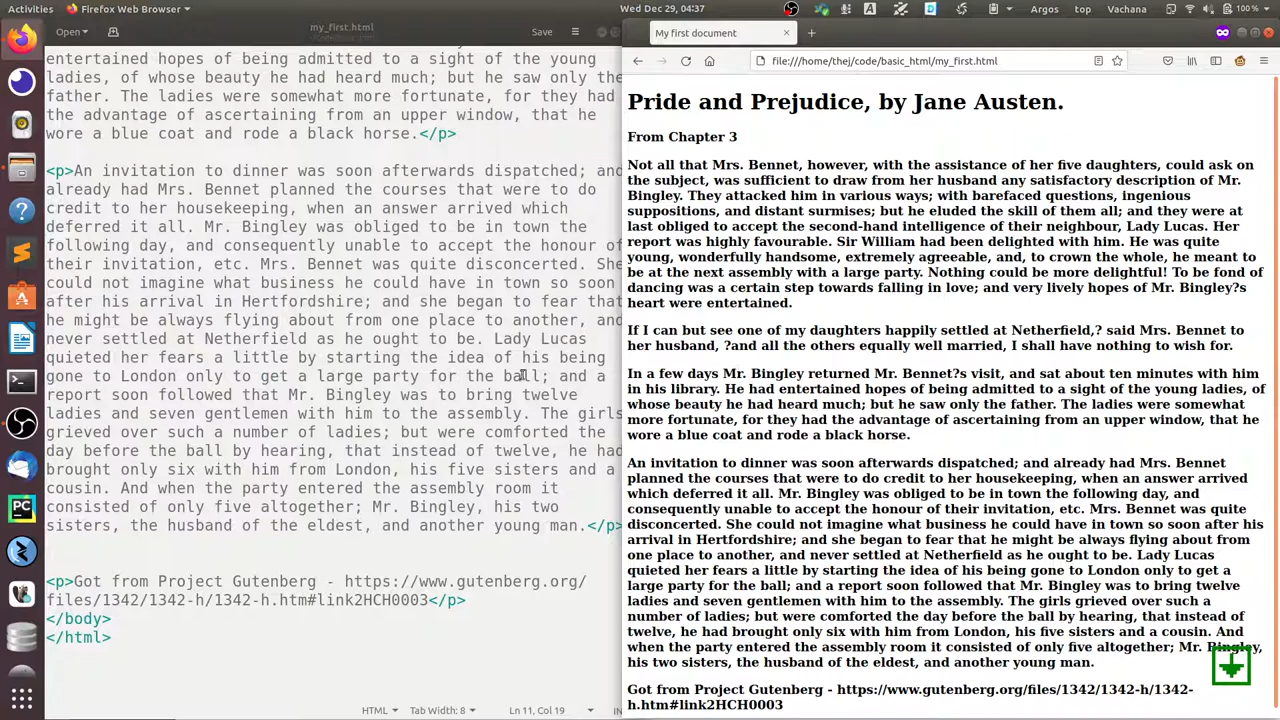 Activities Firefox Web Browser Wed Dec 29, 04:37 A D Argos top Vachana 100 %
Open my_first.html Save
entertained hopes of being admitted to a sight of the young
ladies, of whose beauty he had heard much; but he saw only the
father. The ladies were somewhat more fortunate, for they had
the advantage of ascertaining from an upper window, that he
wore a blue coat and rode a black horse.</p>
<p>An invitation to dinner was soon afterwards dispatched; and
already had Mrs. Bennet planned the courses that were to do
credit to her housekeeping, when an answer arrived which
deferred it all. Mr. Bingley was obliged to be in town the
following day, and consequently unable to accept the honour of
their invitation, etc. Mrs. Bennet was quite disconcerted. She
could not imagine what business he could have in town so soon
after his arrival in Hertfordshire; and she began to fear that
he might be always flying about from one place to another, and
never settled at Netherfield as he ought to be. Lady Lucas
quieted her fears a little by starting the idea of his being
gone to London only to get a large party for the ball; and a
report soon followed that Mr. Bingley was to bring twelve
ladies and seven gentlemen with him to the assembly. The girls
grieved over such a number of ladies; but were comforted the
day before the ball by hearing, that instead of twelve, he had
brought only six with him from London, his five sisters and a
cousin. And when the party entered the assembly room it
consisted of only five altogether; Mr. Bingley, his two
sisters, the husband of the eldest, and another young man.</p>
<p>Got from Project Gutenberg - https://www.gutenberg.org/
files/1342/1342-h/1342-h.htm#link2HCH0003</p>
</body>
</html>
HTML Tab Width: 8 Ln 11, Col 19 IN
My first document
file:///home/thej/code/basic_html/my_first.html
Pride and Prejudice, by Jane Austen.
From Chapter 3
Not all that Mrs. Bennet, however, with the assistance of her five daughters, could ask on
the subject, was sufficient to draw from her husband any satisfactory description of Mr.
Bingley. They attacked him in various ways; with barefaced questions, ingenious
suppositions, and distant surmises; but he eluded the skill of them all; and they were at
last obliged to accept the second-hand intelligence of their neighbour, Lady Lucas. Her
report was highly favourable. Sir William had been delighted with him. He was quite
young, wonderfully handsome, extremely agreeable, and, to crown the whole, he meant to
be at the next assembly with a large party. Nothing could be more delightful! To be fond of
dancing was a certain step towards falling in love; and very lively hopes of Mr. Bingley?s
heart were entertained.
If I can but see one of my daughters happily settled at Netherfield,? said Mrs. Bennet to
her husband, ?and all the others equally well married, I shall have nothing to wish for.
In a few days Mr. Bingley returned Mr. Bennet?s visit, and sat about ten minutes with him
in his library. He had entertained hopes of being admitted to a sight of the young ladies, of
whose beauty he had heard much; but he saw only the father. The ladies were somewhat
more fortunate, for they had the advantage of ascertaining from an upper window, that he
wore a blue coat and rode a black horse.
An invitation to dinner was soon afterwards dispatched; and already had Mrs. Bennet
planned the courses that were to do credit to her housekeeping, when an answer arrived
which deferred it all. Mr. Bingley was obliged to be in town the following day, and
consequently unable to accept the honour of their invitation, etc. Mrs. Bennet was quite
disconcerted. She could not imagine what business he could have in town so soon after his
arrival in Hertfordshire; and she began to fear that he might be always flying about from
one place to another, and never settled at Netherfield as he ought to be. Lady Lucas
quieted her fears a little by starting the idea of his being gone to London only to get a
large party for the ball; and a report soon followed that Mr. Bingley was to bring twelve
ladies and seven gentlemen with him to the assembly. The girls grieved over such a
number of ladies; but were comforted the day before the ball by hearing, that instead of
twelve, he had brought only six with him from London, his five sisters and a cousin. And
when the party entered the assembly room it consisted of only five altogether; Mr. Bingley,
his two sisters, the husband of the eldest, and another young man.
Got from Project Gutenberg - https://www.gutenberg.org/files/1342/1342-h/1342-
h.htm#link2HCH0003